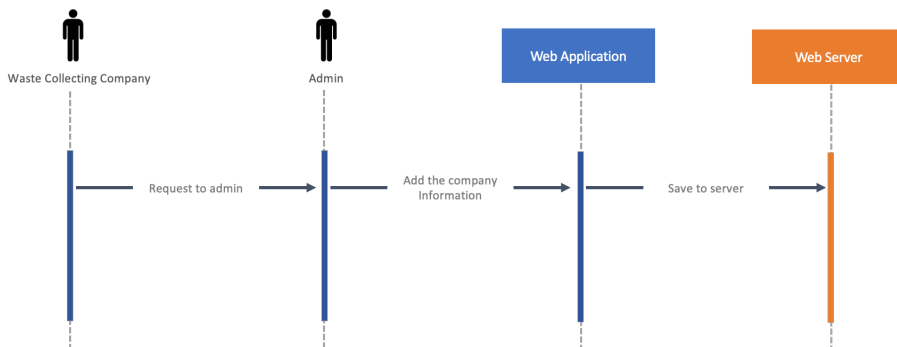 Web Application
Web Server
Waste Collecting Company
Admin
Request to admin
Add the company
Information
Save to server